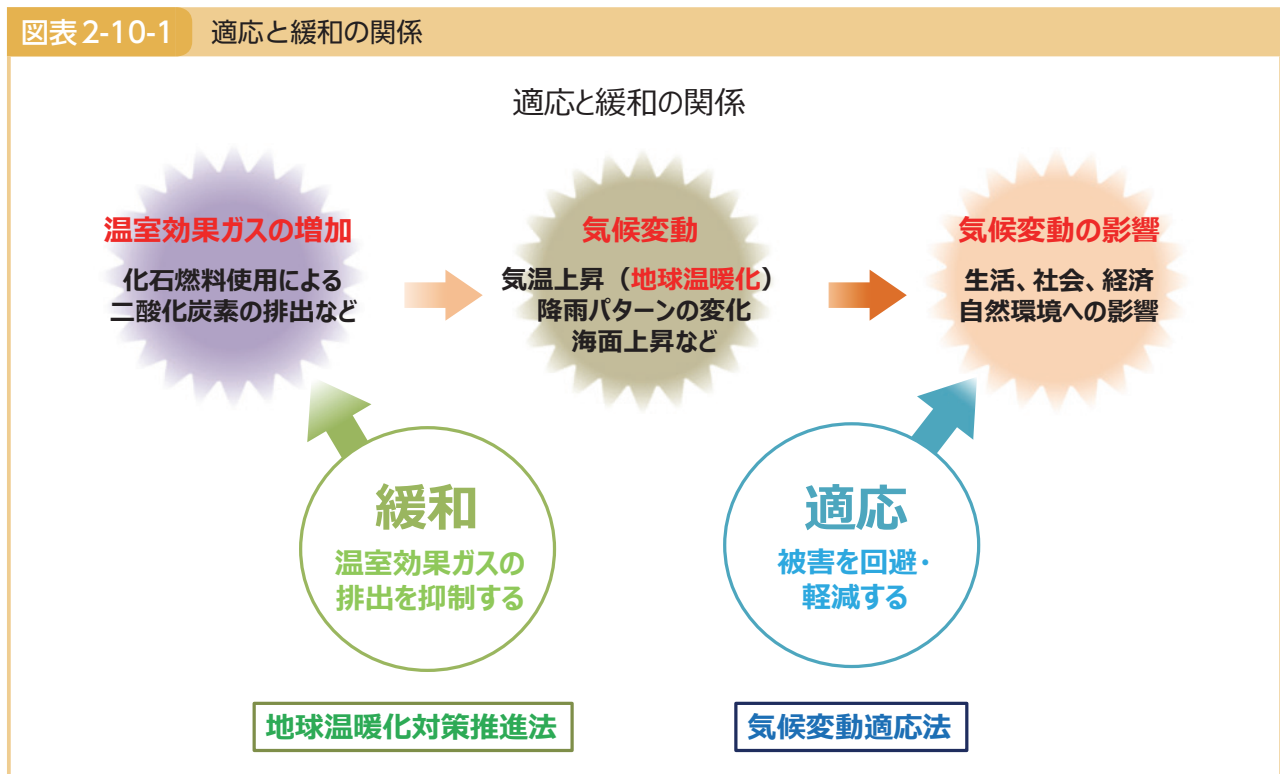 図表2-10-1 適応と緩和の関係
適応と緩和の関係
温室効果ガスの増加
化石燃料使用による
二酸化炭素の排出など
気候変動
気温上昇（地球温暖化）
降雨パターンの変化
海面上昇など
気候変動の影響
生活、社会、経済
自然環境への影響
緩和
温室効果ガスの
排出を抑制する
適応
被害を回避・
軽減する
地球温暖化対策推進法
気候変動適応法